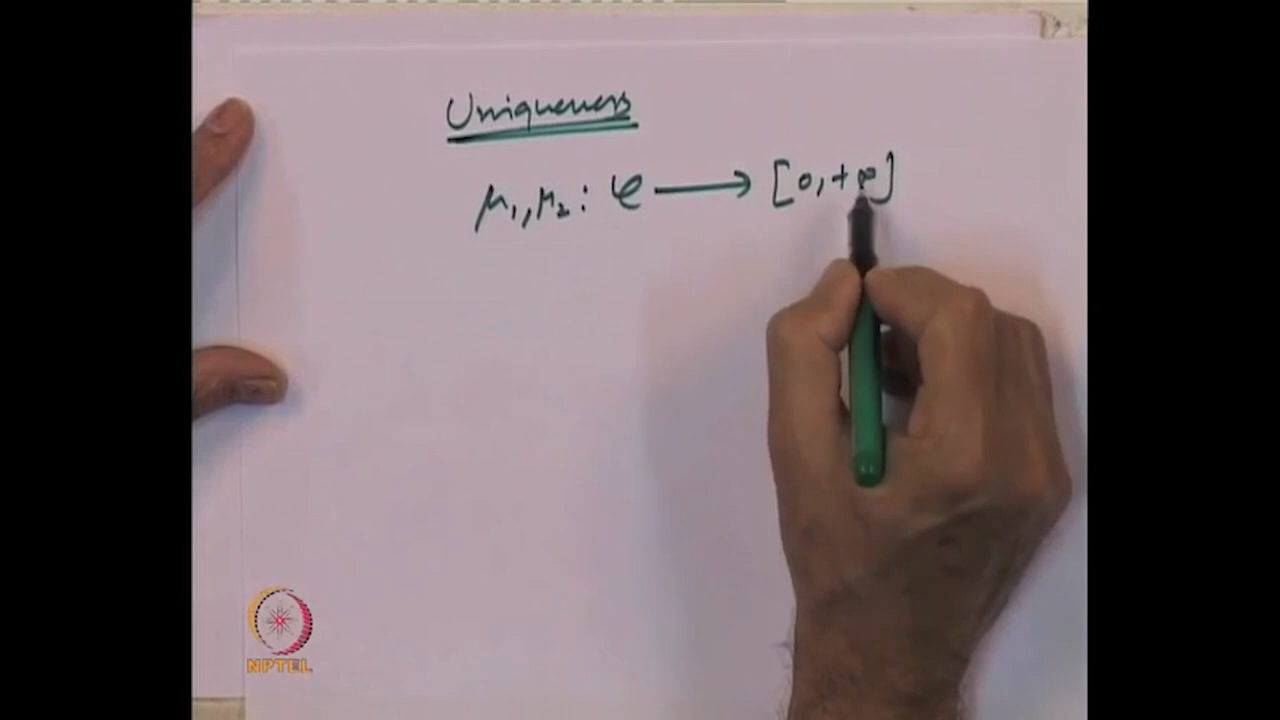 Uniqueness
μ₁, μ₂ : 𝒞 ⟶ [0, +∞]
NPTEL